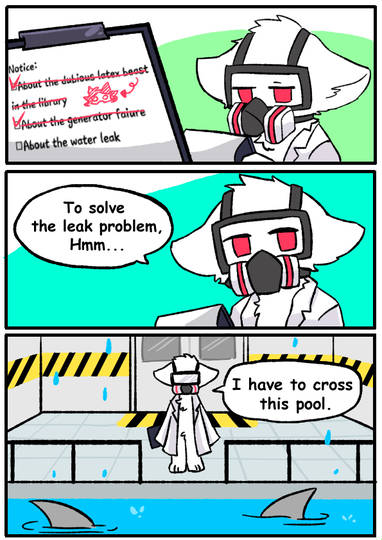 Notice:
☑About the dubious latex beast
in the library
☑About the generator faiure
☐About the water leak
To solve
the leak problem,
Hmm...
I have to cross
this pool.